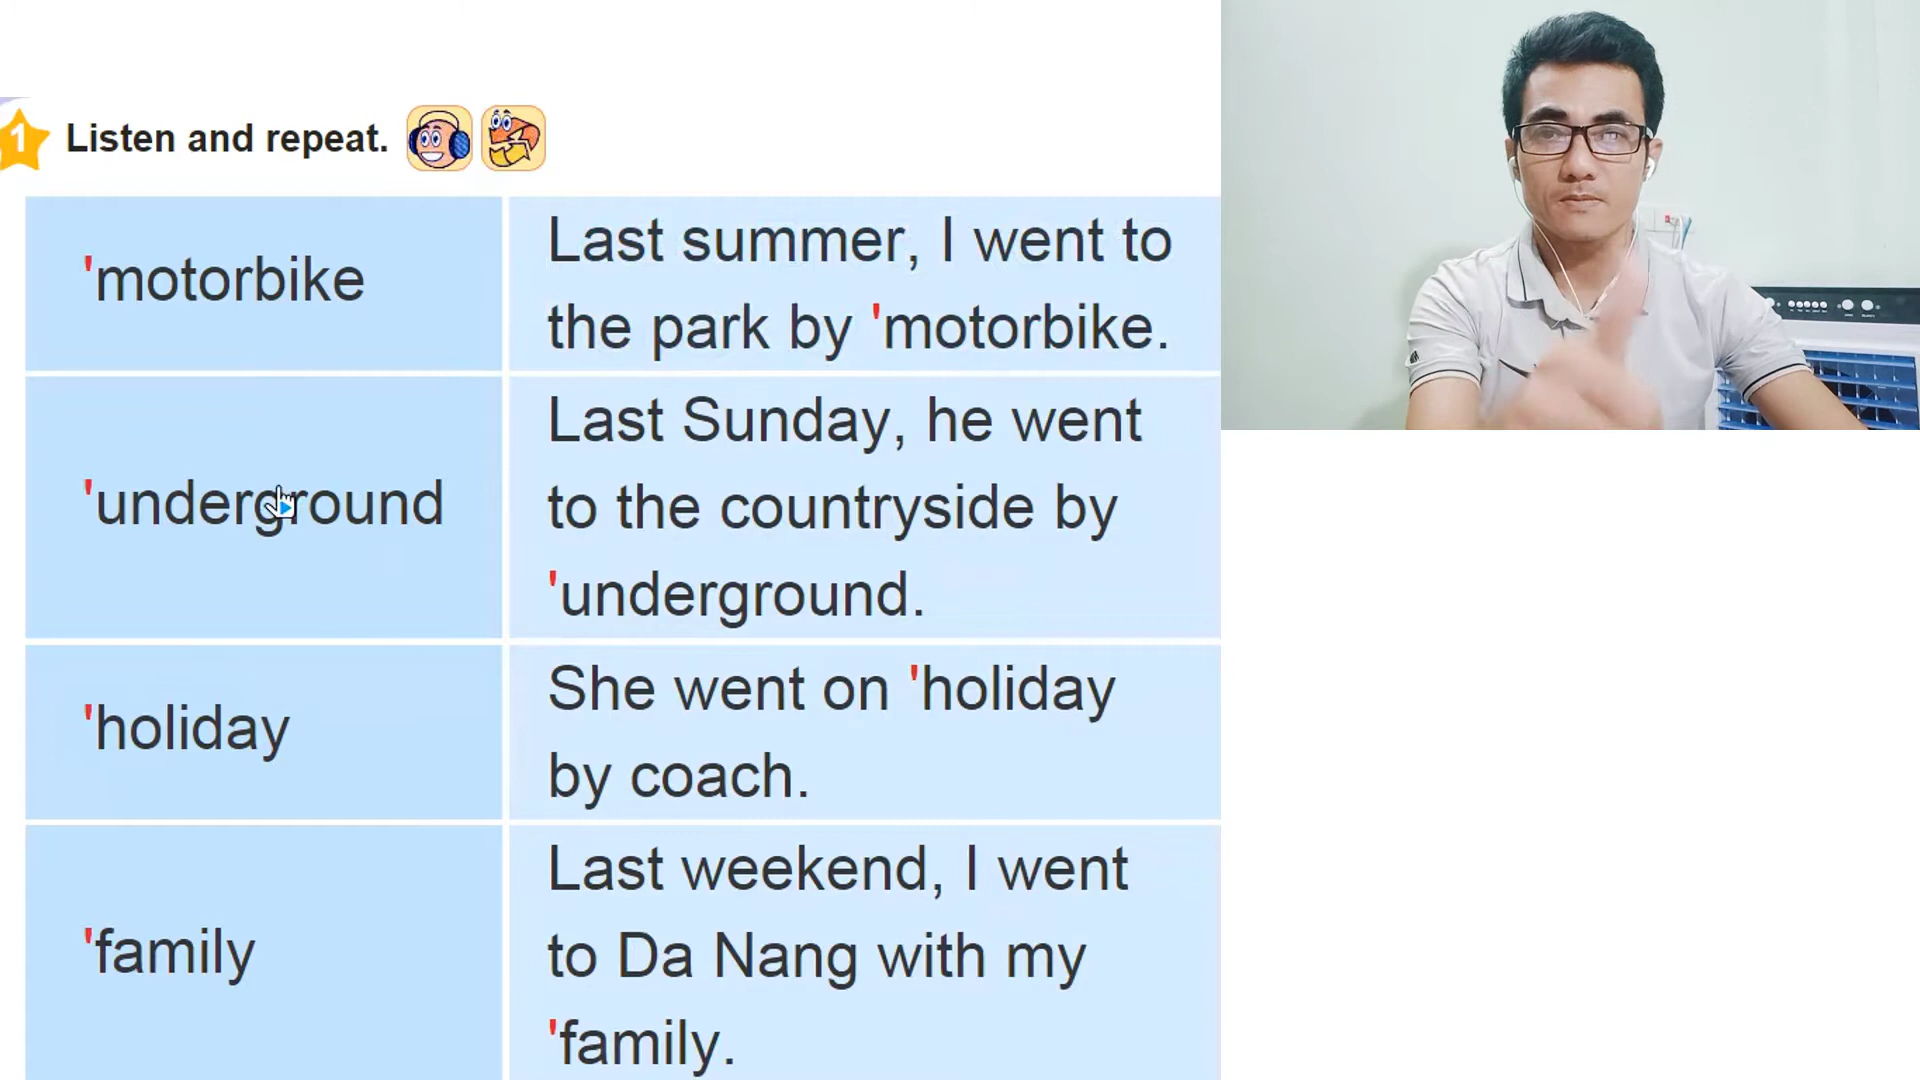 1 Listen and repeat.
'motorbike
Last summer, I went to
the park by 'motorbike.
'underground
Last Sunday, he went
to the countryside by
'underground.
'holiday
She went on 'holiday
by coach.
'family
Last weekend, I went
to Da Nang with my
'family.